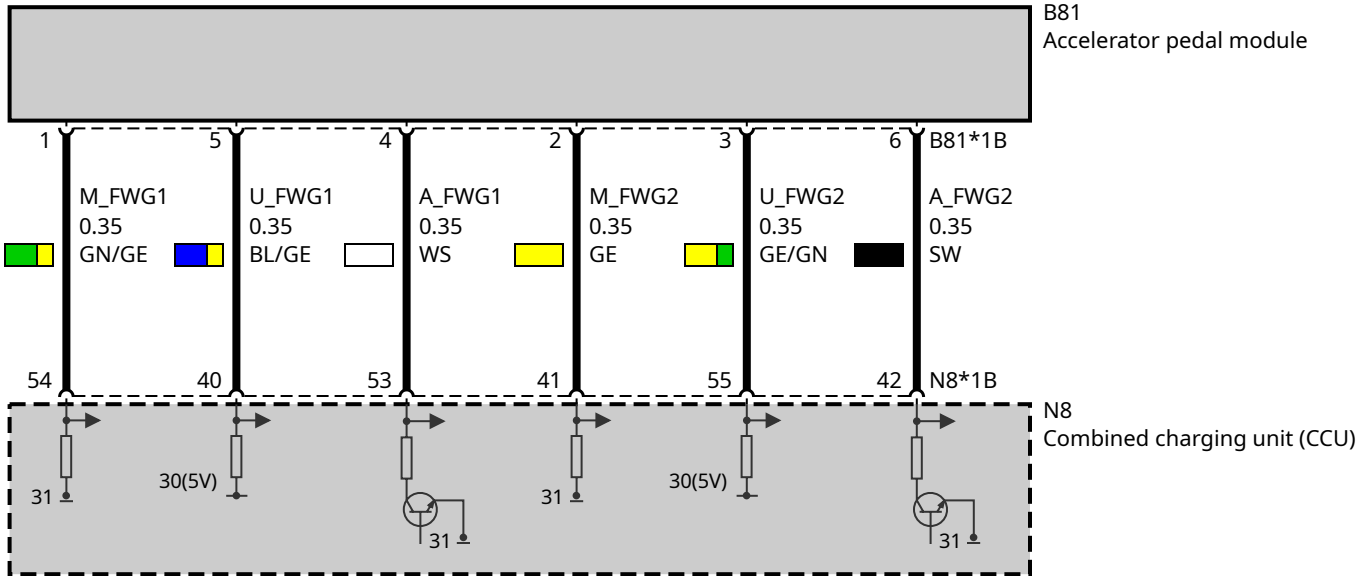 B81
Accelerator pedal module
1 5 4 2 3 6 B81*1B
M_FWG1 U_FWG1 A_FWG1 M_FWG2 U_FWG2 A_FWG2
0.35 0.35 0.35 0.35 0.35 0.35
GN/GE BL/GE WS GE GE/GN SW
54 40 53 41 55 42 N8*1B
N8
Combined charging unit (CCU)
30(5V) 30(5V)
31 31
31 31